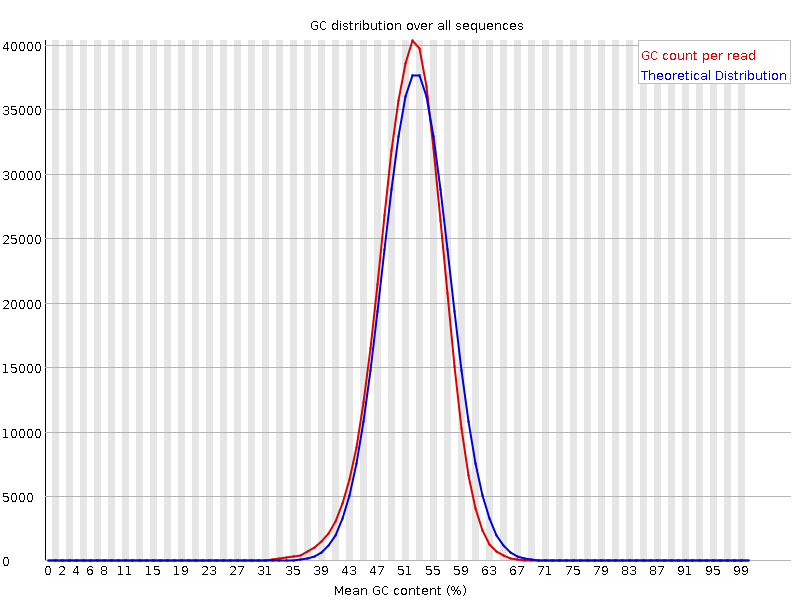 GC distribution over all sequences
GC count per read
Theoretical Distribution
40000
35000
30000
25000
20000
15000
10000
5000
0
0 2 4 6 8 11 15 19 23 27 31 35 39 43 47 51 55 59 63 67 71 75 79 83 87 91 95 99
Mean GC content (%)